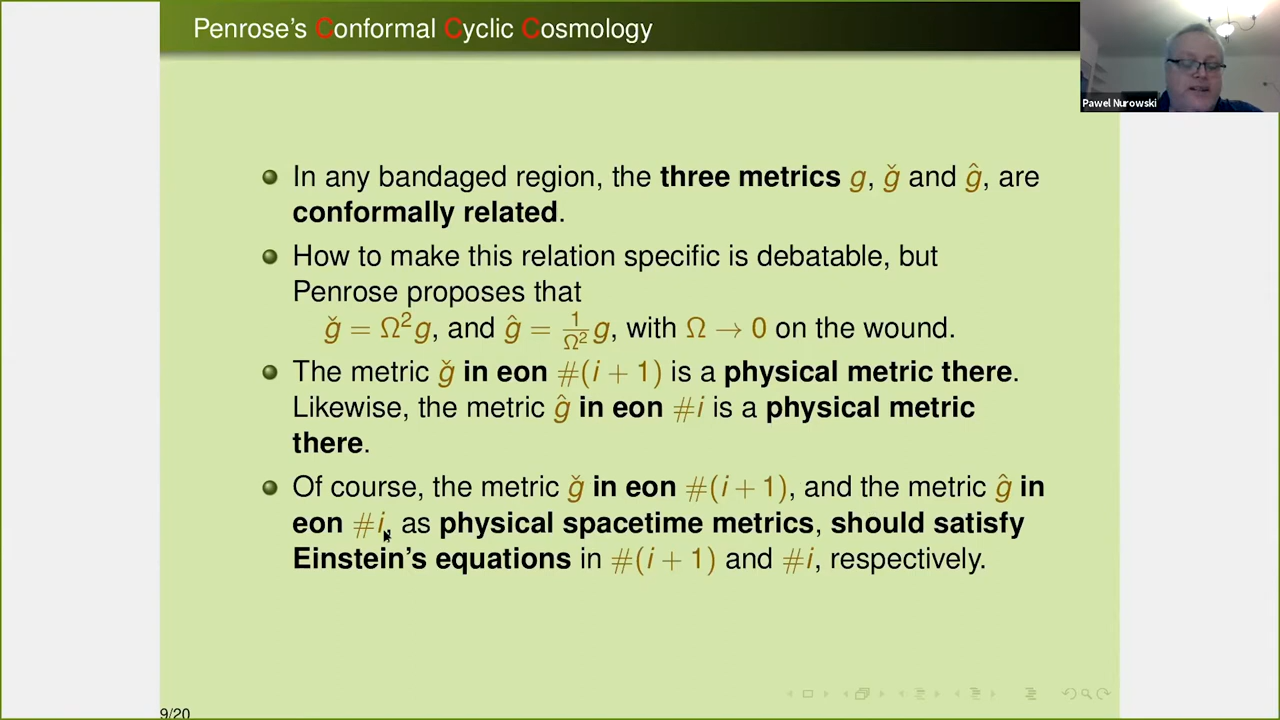 Penrose's Conformal Cyclic Cosmology
Pawel Nurowski
In any bandaged region, the three metrics g, ǧ and ĝ, are
conformally related.
How to make this relation specific is debatable, but
Penrose proposes that
ǧ = Ω²g, and ĝ = 1/Ω² g, with Ω → 0 on the wound.
The metric ǧ in eon #(i + 1) is a physical metric there.
Likewise, the metric ĝ in eon #i is a physical metric
there.
Of course, the metric ǧ in eon #(i + 1), and the metric ĝ in
eon #i, as physical spacetime metrics, should satisfy
Einstein's equations in #(i + 1) and #i, respectively.
9/20